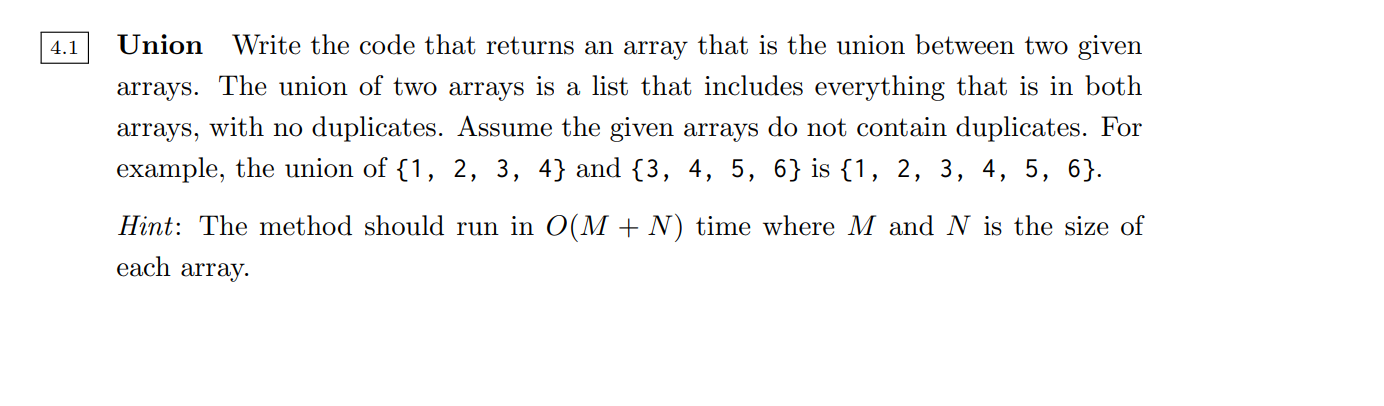 4.1 Union Write the code that returns an array that is the union between two given
arrays. The union of two arrays is a list that includes everything that is in both
arrays, with no duplicates. Assume the given arrays do not contain duplicates. For
example, the union of {1, 2, 3, 4} and {3, 4, 5, 6} is {1, 2, 3, 4, 5, 6}.
Hint: The method should run in O(M + N) time where M and N is the size of
each array.